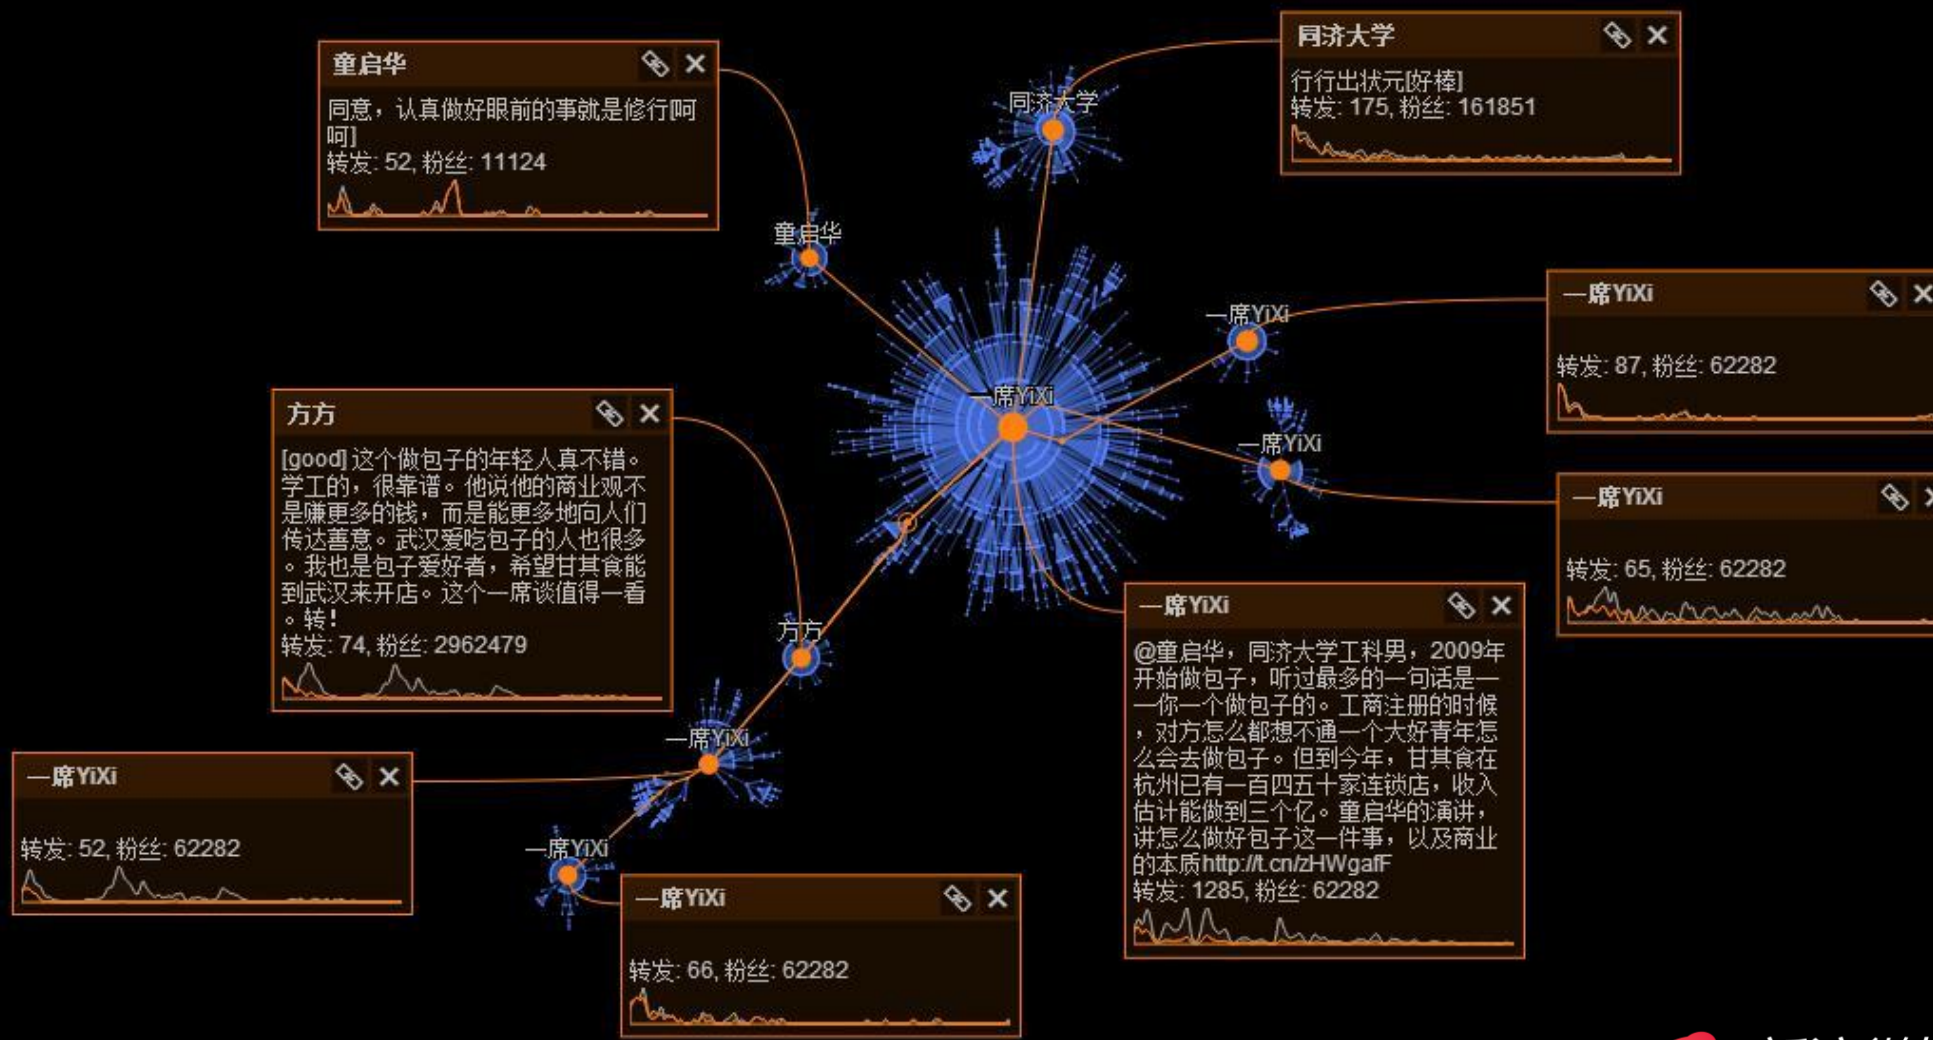 童启华
同意，认真做好眼前的事就是修行[呵
呵]
转发: 52, 粉丝: 11124
同济大学
行行出状元[好棒]
转发: 175, 粉丝: 161851
同济大学
童启华
一席YiXi
一席YiXi
转发: 87, 粉丝: 62282
一席YiXi
一席YiXi
一席YiXi
转发: 65, 粉丝: 62282
方方
[good] 这个做包子的年轻人真不错。
学工的，很靠谱。他说他的商业观不
是赚更多的钱，而是能更多地向人们
传达善意。武汉爱吃包子的人也很多
。我也是包子爱好者，希望甘其食能
到武汉来开店。这个一席谈值得一看
。转！
转发: 74, 粉丝: 2962479
方方
一席YiXi
@童启华，同济大学工科男，2009年
开始做包子，听过最多的一句话是—
—你一个做包子的。工商注册的时候
，对方怎么都想不通一个大好青年怎
么会去做包子。但到今年，甘其食在
杭州已有一百四五十家连锁店，收入
估计能做到三个亿。童启华的演讲，
讲怎么做好包子这一件事，以及商业
的本质http://t.cn/zHWgafF
转发: 1285, 粉丝: 62282
一席YiXi
一席YiXi
转发: 52, 粉丝: 62282
一席YiXi
一席YiXi
转发: 66, 粉丝: 62282